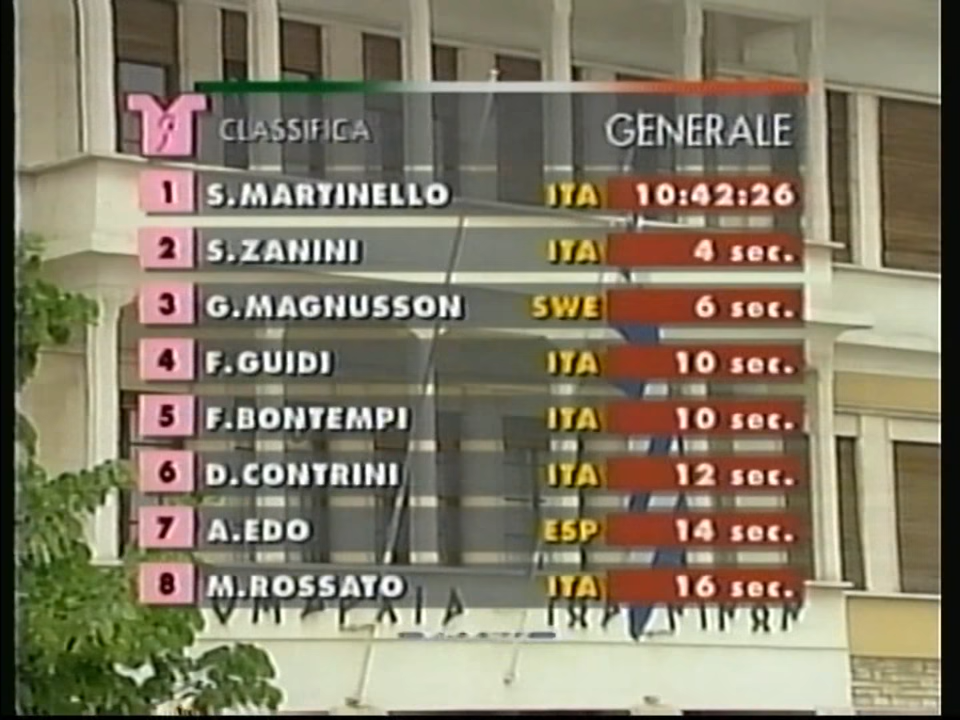 CLASSIFICA GENERALE
1 S.MARTINELLO ITA 10:42:26
2 S.ZANINI ITA 4 sec.
3 G.MAGNUSSON SWE 6 sec.
4 F.GUIDI ITA 10 sec.
5 F.BONTEMPI ITA 10 sec.
6 D.CONTRINI ITA 12 sec.
7 A.EDO ESP 14 sec.
8 M.ROSSATO ITA 16 sec.